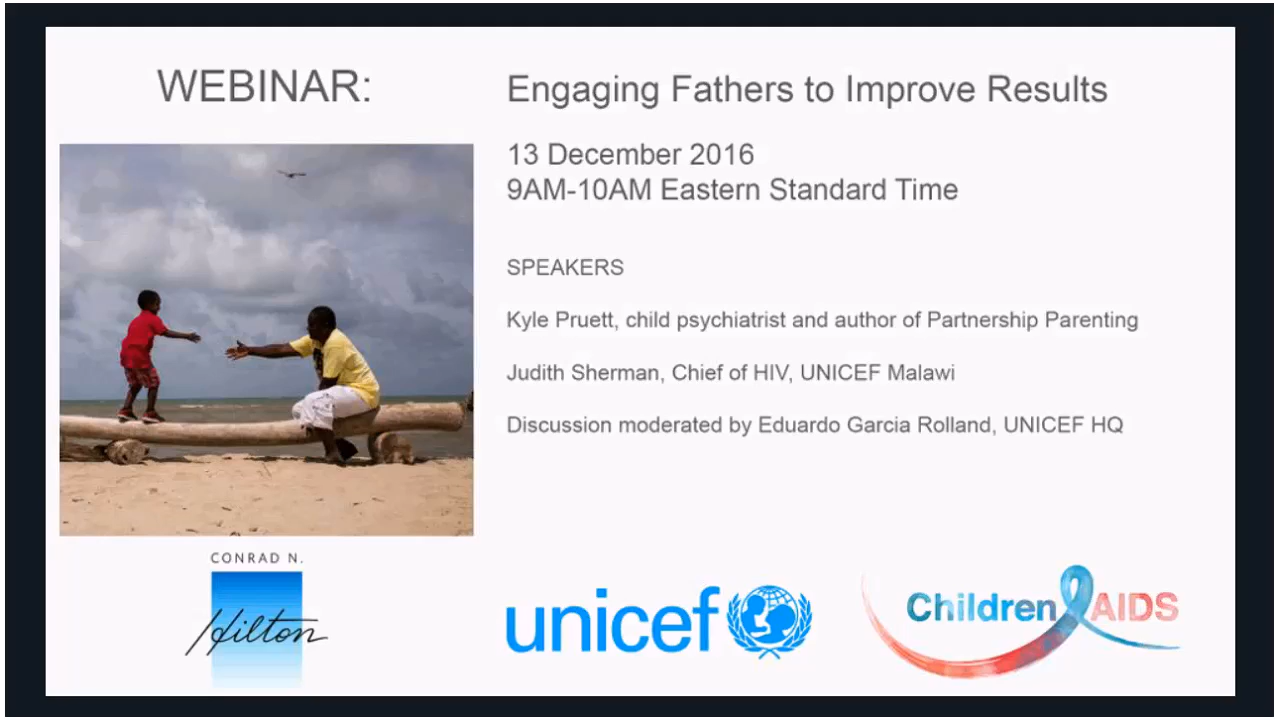 WEBINAR:
Engaging Fathers to Improve Results
13 December 2016
9AM-10AM Eastern Standard Time
SPEAKERS
Kyle Pruett, child psychiatrist and author of Partnership Parenting
Judith Sherman, Chief of HIV, UNICEF Malawi
Discussion moderated by Eduardo Garcia Rolland, UNICEF HQ
CONRAD N.
Hilton
unicef
Children AIDS